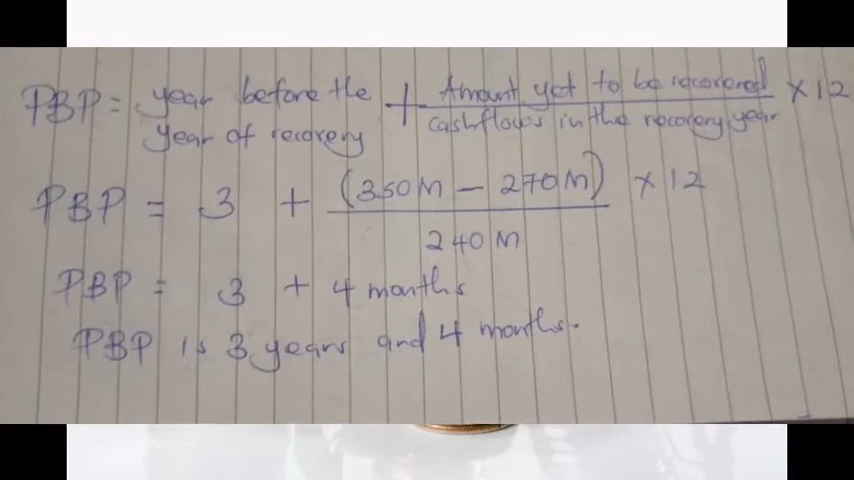 PBP = year before the year of recovery + Amount yet to be recovered / cashflows in the recovery year × 12
PBP = 3 + (350M - 270M) / 240M × 12
PBP = 3 + 4 months
PBP is 3 years and 4 months.